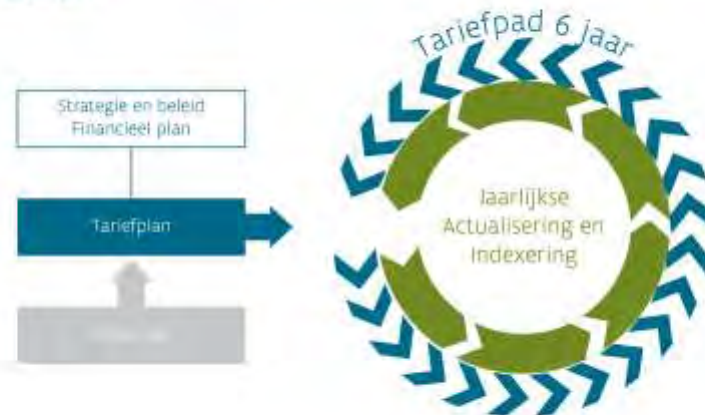 Tariefpad 6 jaar
Strategie en beleid
Financieel plan
Tariefplan
Jaarlijkse
Actualisering en
Indexering